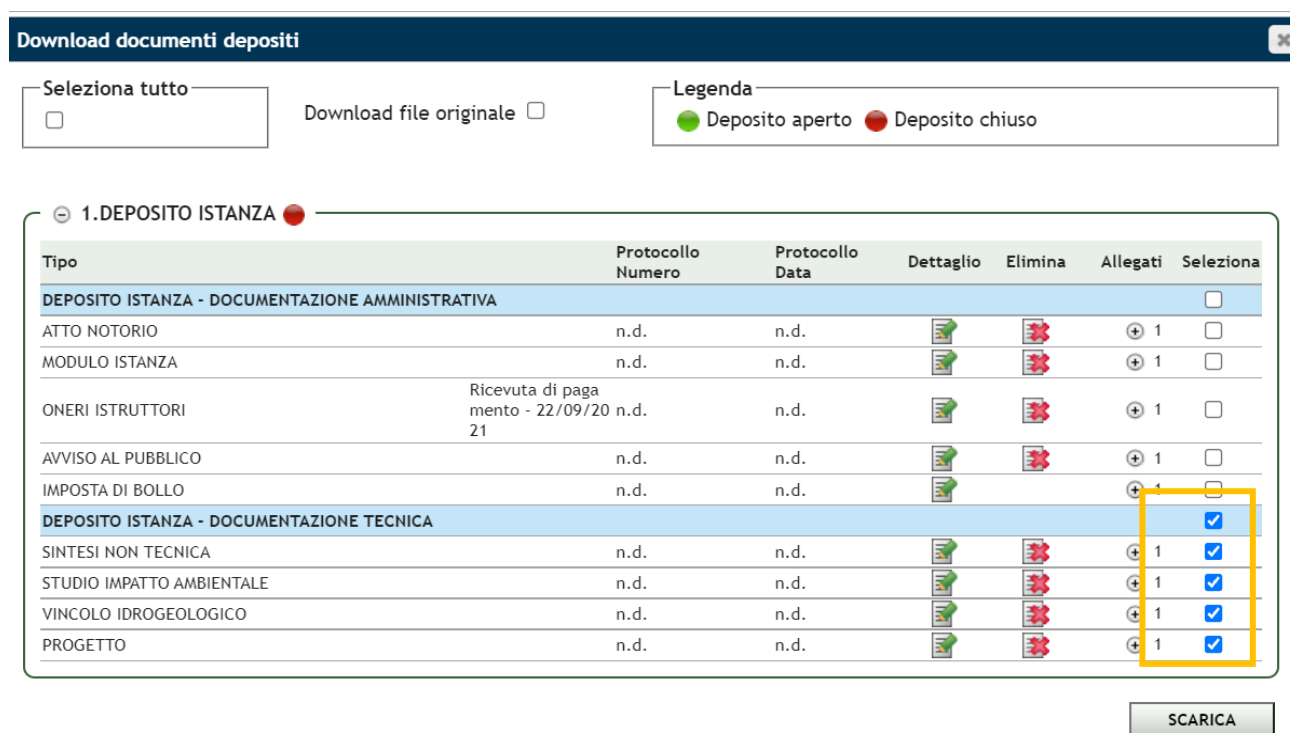 Download documenti depositi
Seleziona tutto
Download file originale
Legenda
Deposito aperto Deposito chiuso
1.DEPOSITO ISTANZA
Tipo Protocollo Numero Protocollo Data Dettaglio Elimina Allegati Seleziona
DEPOSITO ISTANZA - DOCUMENTAZIONE AMMINISTRATIVA
ATTO NOTORIO n.d. n.d. 1
MODULO ISTANZA n.d. n.d. 1
ONERI ISTRUTTORI Ricevuta di paga
mento - 22/09/20
21 n.d. n.d. 1
AVVISO AL PUBBLICO n.d. n.d. 1
IMPOSTA DI BOLLO n.d. n.d. 1
DEPOSITO ISTANZA - DOCUMENTAZIONE TECNICA
SINTESI NON TECNICA n.d. n.d. 1
STUDIO IMPATTO AMBIENTALE n.d. n.d. 1
VINCOLO IDROGEOLOGICO n.d. n.d. 1
PROGETTO n.d. n.d. 1
SCARICA